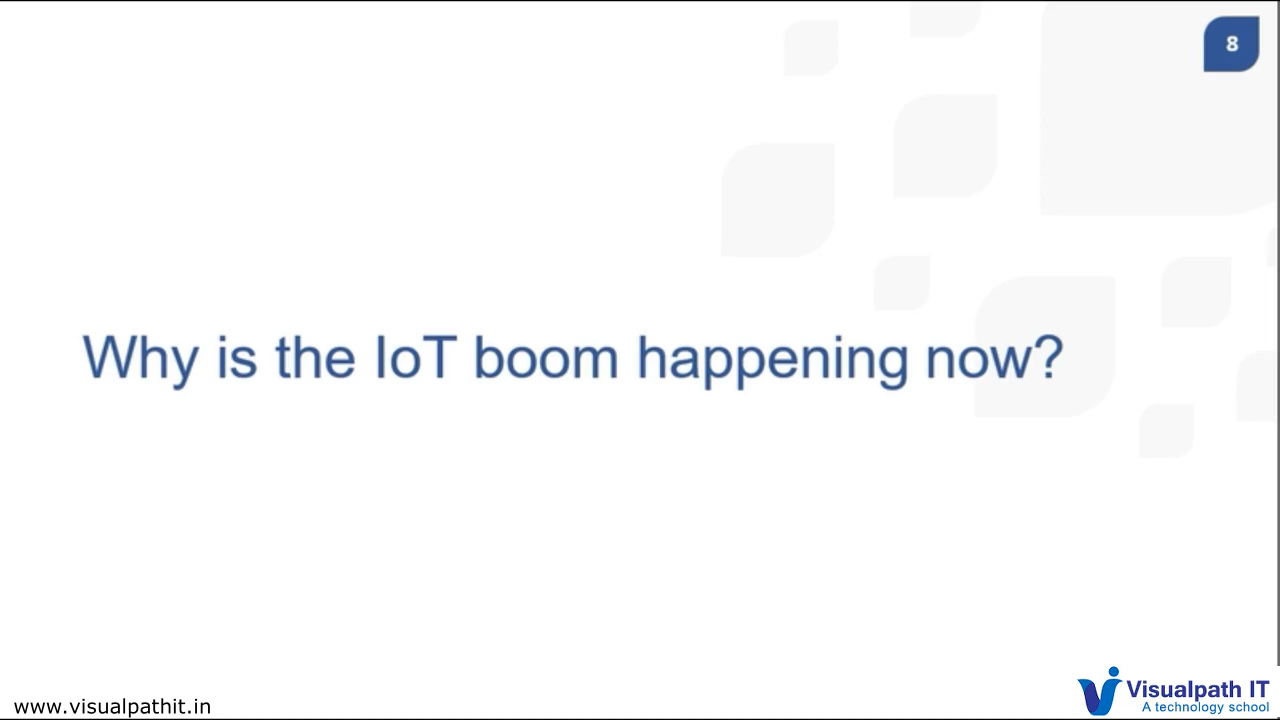 8
Why is the IoT boom happening now?
www.visualpathit.in
Visualpath IT
A technology school